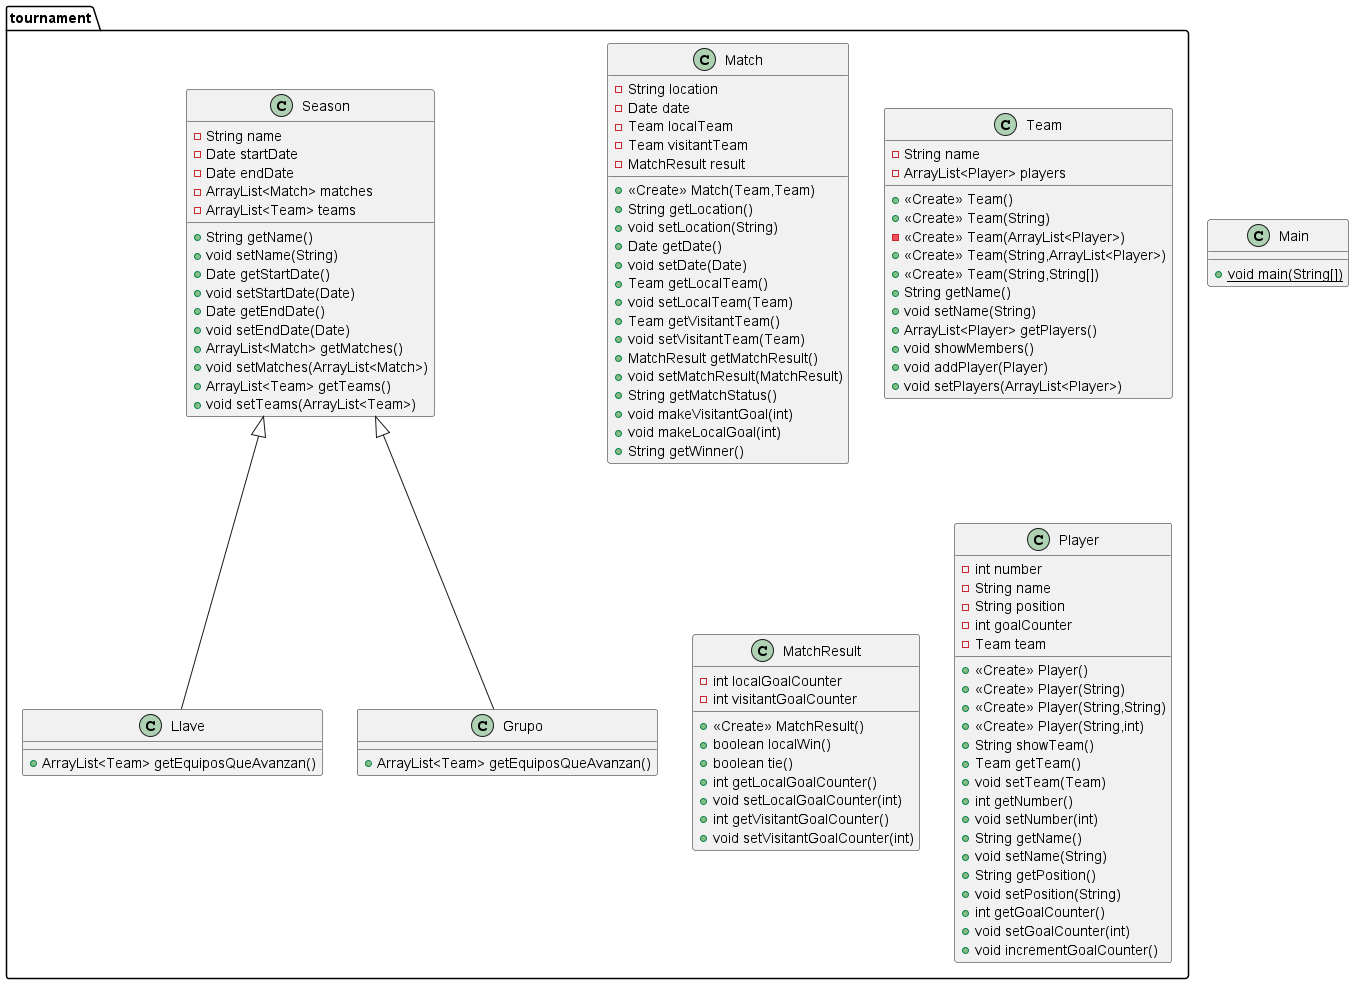 tournament
C Season
String name
Date startDate
Date endDate
ArrayList<Match> matches
ArrayList<Team> teams
String getName()
void setName(String)
Date getStartDate()
void setStartDate(Date)
Date getEndDate()
void setEndDate(Date)
ArrayList<Match> getMatches()
void setMatches(ArrayList<Match>)
ArrayList<Team> getTeams()
void setTeams(ArrayList<Team>)
C Match
String location
Date date
Team localTeam
Team visitantTeam
MatchResult result
«Create» Match(Team,Team)
String getLocation()
void setLocation(String)
Date getDate()
void setDate(Date)
Team getLocalTeam()
void setLocalTeam(Team)
Team getVisitantTeam()
void setVisitantTeam(Team)
MatchResult getMatchResult()
void setMatchResult(MatchResult)
String getMatchStatus()
void makeVisitantGoal(int)
void makeLocalGoal(int)
String getWinner()
C Team
String name
ArrayList<Player> players
«Create» Team()
«Create» Team(String)
«Create» Team(ArrayList<Player>)
«Create» Team(String,ArrayList<Player>)
«Create» Team(String,String[])
String getName()
void setName(String)
ArrayList<Player> getPlayers()
void showMembers()
void addPlayer(Player)
void setPlayers(ArrayList<Player>)
C Main
void main(String[])
C Llave
ArrayList<Team> getEquiposQueAvanzan()
C Grupo
ArrayList<Team> getEquiposQueAvanzan()
C MatchResult
int localGoalCounter
int visitantGoalCounter
«Create» MatchResult()
boolean localWin()
boolean tie()
int getLocalGoalCounter()
void setLocalGoalCounter(int)
int getVisitantGoalCounter()
void setVisitantGoalCounter(int)
C Player
int number
String name
String position
int goalCounter
Team team
«Create» Player()
«Create» Player(String)
«Create» Player(String,String)
«Create» Player(String,int)
String showTeam()
Team getTeam()
void setTeam(Team)
int getNumber()
void setNumber(int)
String getName()
void setName(String)
String getPosition()
void setPosition(String)
int getGoalCounter()
void setGoalCounter(int)
void incrementGoalCounter()